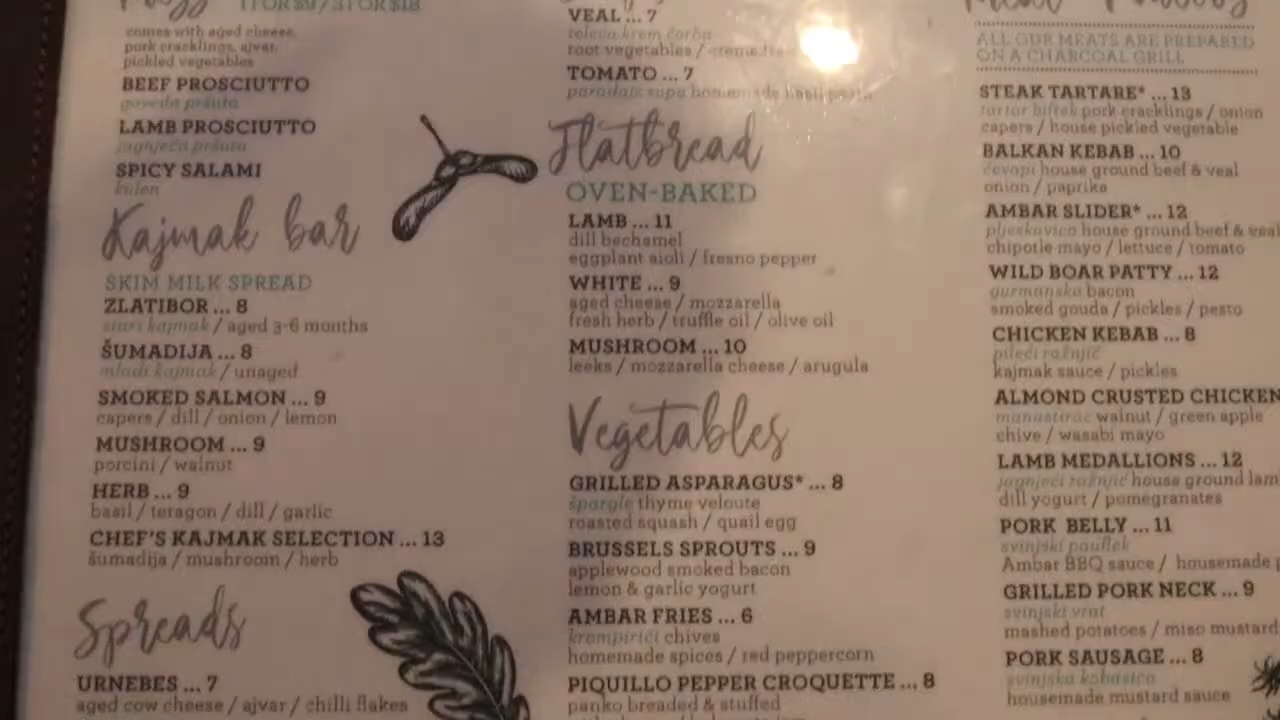 1 FOR $9 / 3 FOR $18
comes with aged cheese,
pork cracklings, ajvar,
pickled vegetables
BEEF PROSCIUTTO
goveda pršuta
LAMB PROSCIUTTO
jagnjeća pršuta
SPICY SALAMI
kulen
Kajmak bar
SKIM MILK SPREAD
ZLATIBOR ... 8
stari kajmak / aged 3-6 months
ŠUMADIJA ... 8
mladi kajmak / unaged
SMOKED SALMON ... 9
capers / dill / onion / lemon
MUSHROOM ... 9
porcini / walnut
HERB ... 9
basil / teragon / dill / garlic
CHEF'S KAJMAK SELECTION ... 13
šumadija / mushroom / herb
Spreads
URNEBES ... 7
aged cow cheese / ajvar / chilli flakes
VEAL ... 7
teleća krem čorba
root vegetables /
TOMATO ... 7
paradajz supa homemade basil pasta
Flatbread
OVEN-BAKED
LAMB ... 11
dill bechamel
eggplant aioli / fresno pepper
WHITE ... 9
aged cheese / mozzarella
fresh herb / truffle oil / olive oil
MUSHROOM ... 10
leeks / mozzarella cheese / arugula
Vegetables
GRILLED ASPARAGUS* ... 8
špargle thyme veloute
roasted squash / quail egg
BRUSSELS SPROUTS ... 9
applewood smoked bacon
lemon & garlic yogurt
AMBAR FRIES ... 6
krompirići chives
homemade spices / red peppercorn
PIQUILLO PEPPER CROQUETTE ... 8
panko breaded & stuffed
ALL OUR MEATS ARE PREPARED
ON A CHARCOAL GRILL
STEAK TARTARE* ... 13
tartar biftek pork cracklings / onion
capers / house pickled vegetable
BALKAN KEBAB ... 10
ćevapi house ground beef & veal
onion / paprika
AMBAR SLIDER* ... 12
pljeskavica house ground beef & veal
chipotle mayo / lettuce / tomato
WILD BOAR PATTY ... 12
gurmanska bacon
smoked gouda / pickles / pesto
CHICKEN KEBAB ... 8
pileći ražnjić
kajmak sauce / pickles
ALMOND CRUSTED CHICKEN
manastirac walnut / green apple
chive / wasabi mayo
LAMB MEDALLIONS ... 12
jagnjeći ražnjić house ground lam
dill yogurt / pomegranates
PORK BELLY ... 11
svinjski pauflek
Ambar BBQ sauce / housemade p
GRILLED PORK NECK ... 9
svinjski vrat
mashed potatoes / miso mustard
PORK SAUSAGE ... 8
svinjska kobasica
housemade mustard sauce